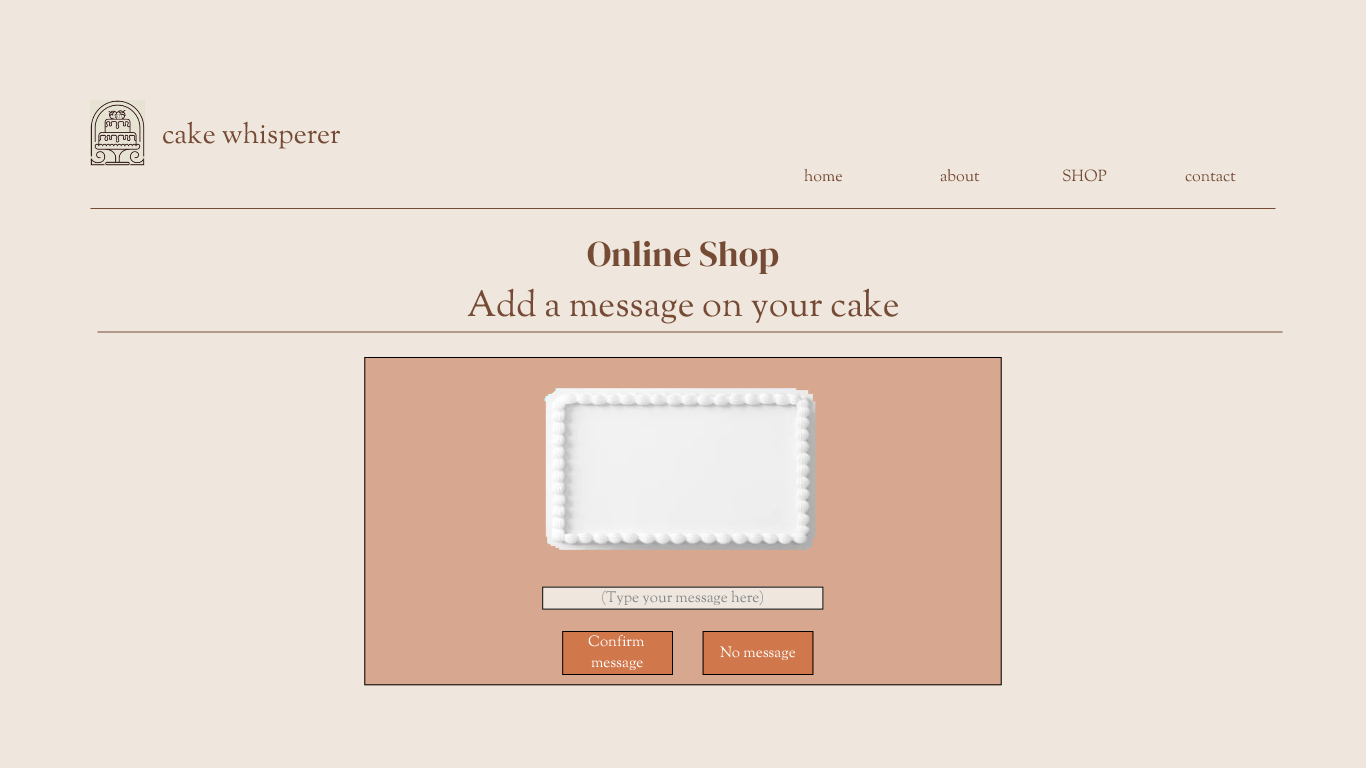 cake whisperer
home about SHOP contact
Online Shop
Add a message on your cake
(Type your message here)
Confirm
message
No message